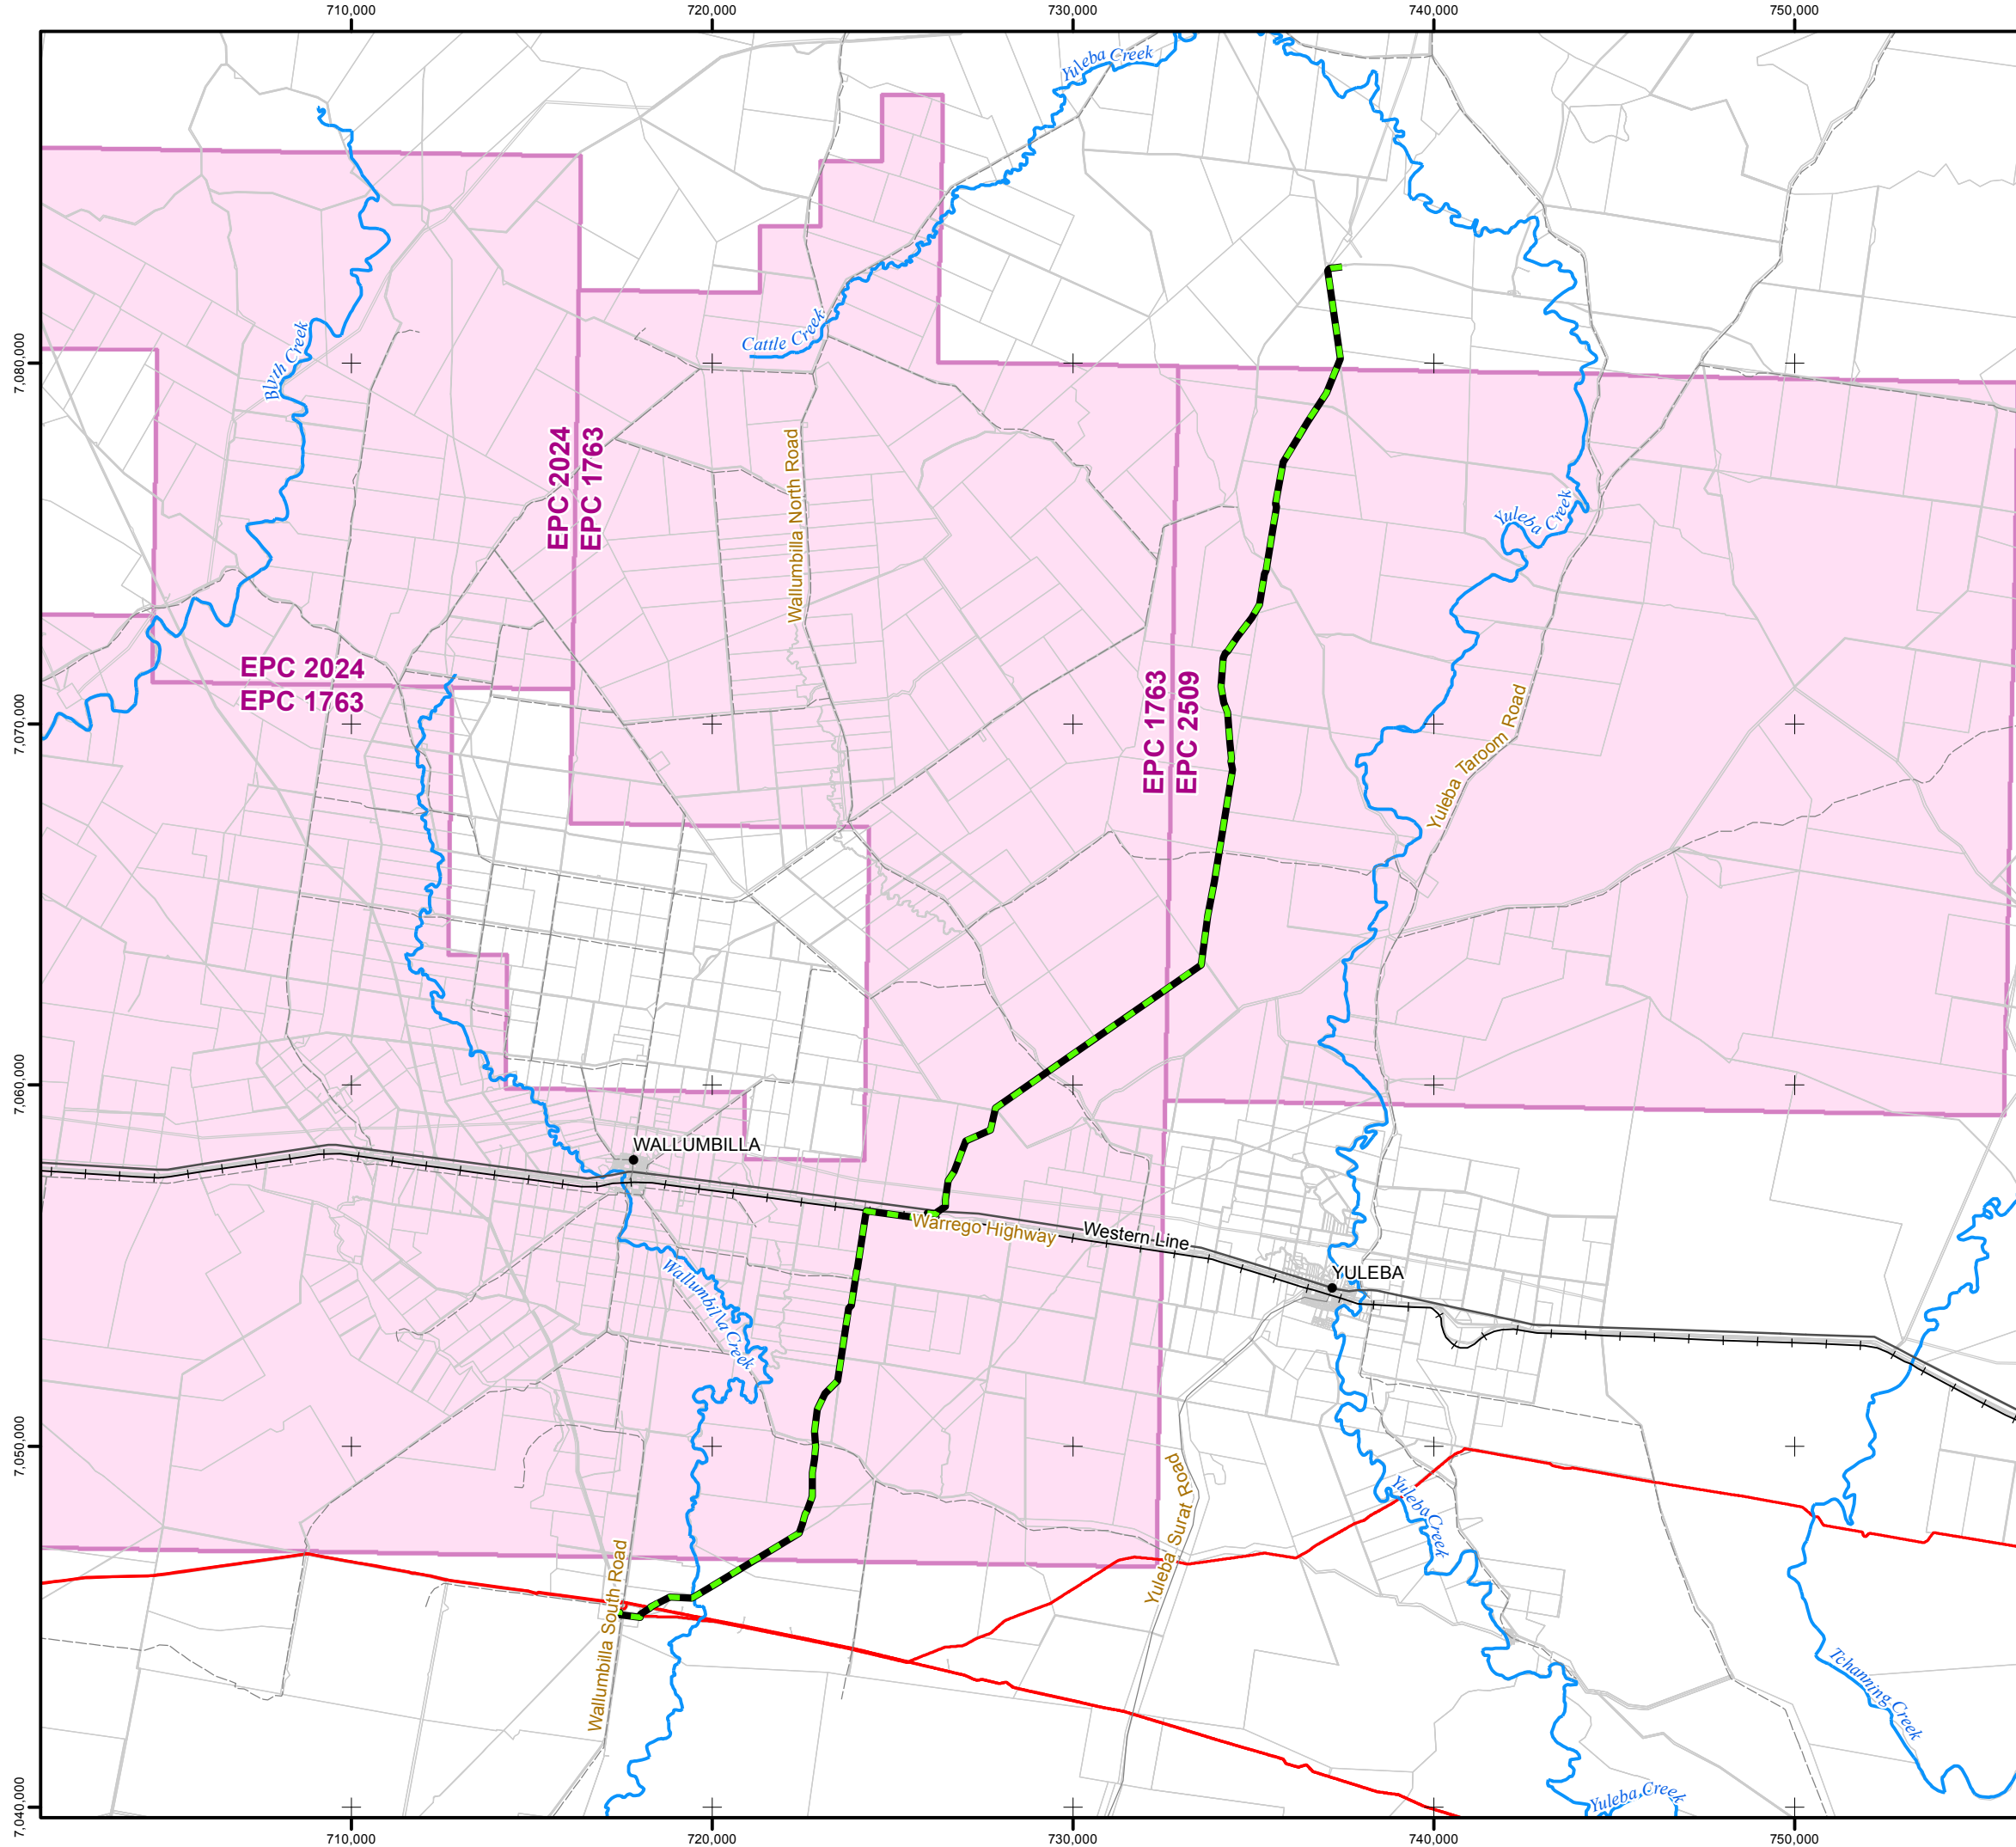 710,000
720,000
730,000
740,000
750,000
Yuleba Creek
7,080,000
Blyth Creek
Cattle Creek
EPC 2024
EPC 1763
Wallumbilla North Road
Yuleba Creek
EPC 2024
EPC 1763
EPC 1763
EPC 2509
7,070,000
Yuleba Taroom Road
7,060,000
WALLUMBILLA
Warrego Highway
Western Line
YULEBA
Wallumbilla Creek
7,050,000
Yuleba Surat Road
Yuleba Creek
Wallumbilla South Road
Tchanning Creek
Yuleba Creek
7,040,000
710,000
720,000
730,000
740,000
750,000